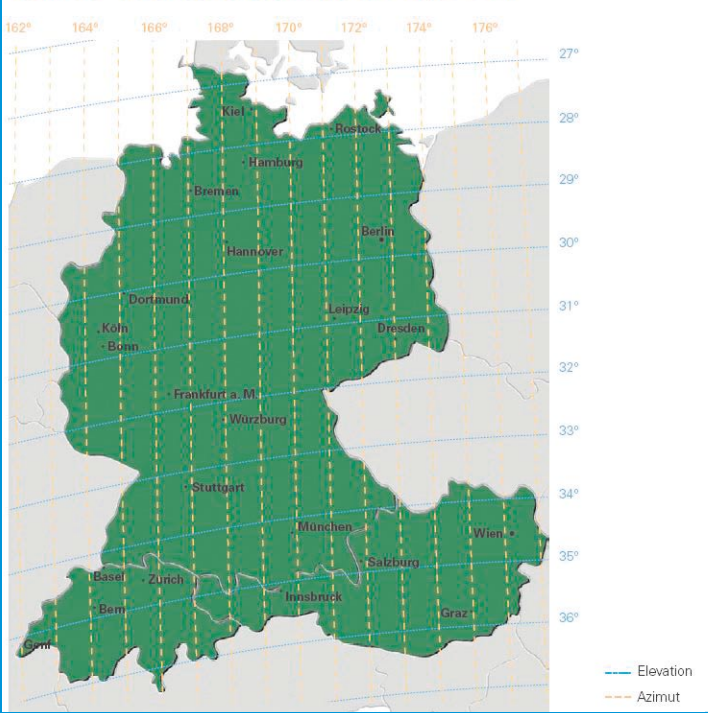 162° 164° 166° 168° 170° 172° 174° 176°
27°
28°
Kiel
Rostock
29°
Hamburg
Bremen
30°
Berlin
Hannover
31°
Dortmund
Leipzig
Köln
Dresden
Bonn
32°
Frankfurt a. M.
Würzburg
33°
Stuttgart
34°
München
Wien
35°
Salzburg
Basel
Zürich
Innsbruck
Bern
Graz
36°
Genf
Elevation
Azimut